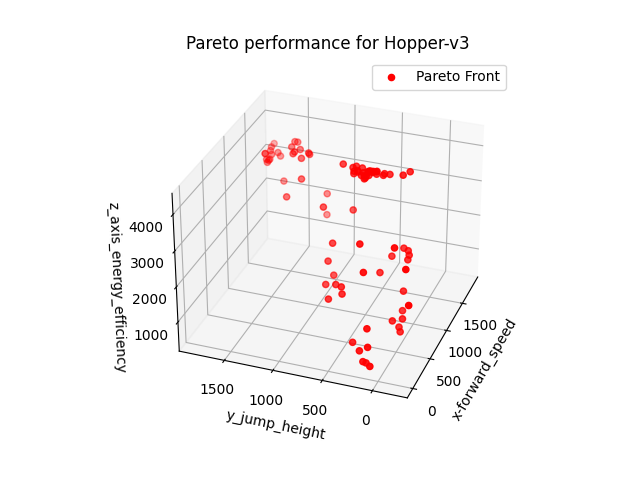 Pareto performance for Hopper-v3
Pareto Front
4000
3000
2000
1000
z_axis_energy_efficiency
1500
1000
500
0
y_jump_height
0
500
1000
1500
x-forward_speed